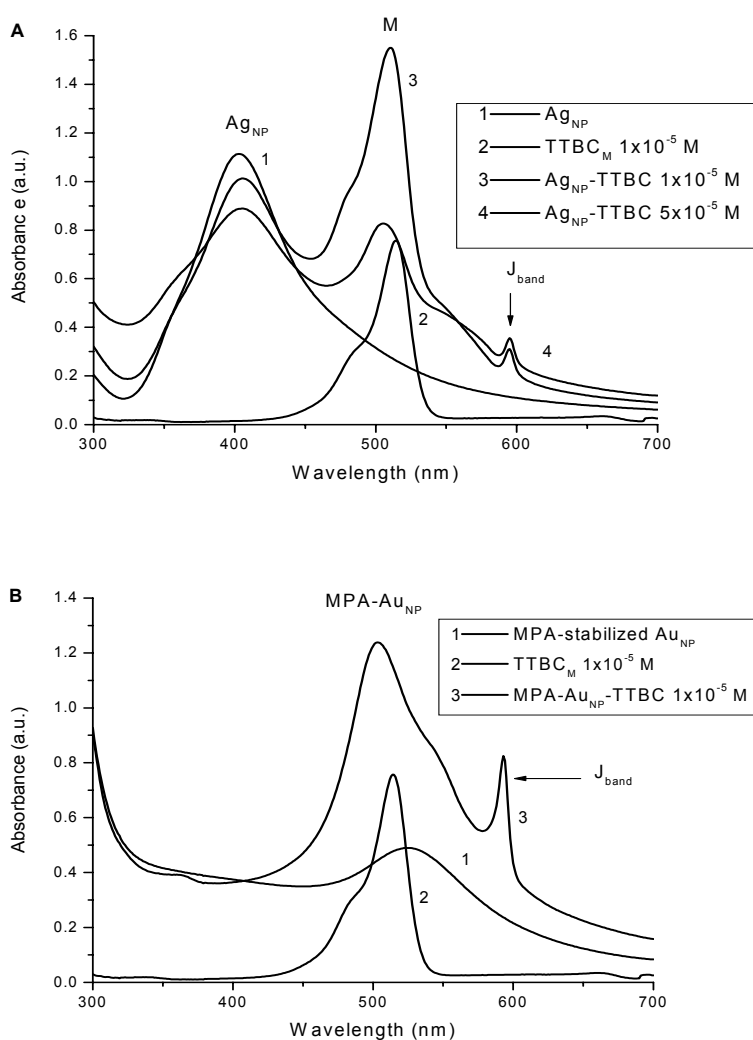 A
M
1.6
1.4
1.2
1.0
0.8
0.6
0.4
0.2
0.0
Absorbanc e (a.u.)
Ag_NP
1
3
2
4
J_band
1 Ag_NP
2 TTBC_M 1x10^-5 M
3 Ag_NP-TTBC 1x10^-5 M
4 Ag_NP-TTBC 5x10^-5 M
300 400 500 600 700
Wavelength (nm)
B
MPA-Au_NP
1.4
1.2
1.0
0.8
0.6
0.4
0.2
0.0
Absorbance (a.u.)
1 MPA-stabilized Au_NP
2 TTBC_M 1x10^-5 M
3 MPA-Au_NP-TTBC 1x10^-5 M
J_band
3
1
2
300 400 500 600 700
Wavelength (nm)